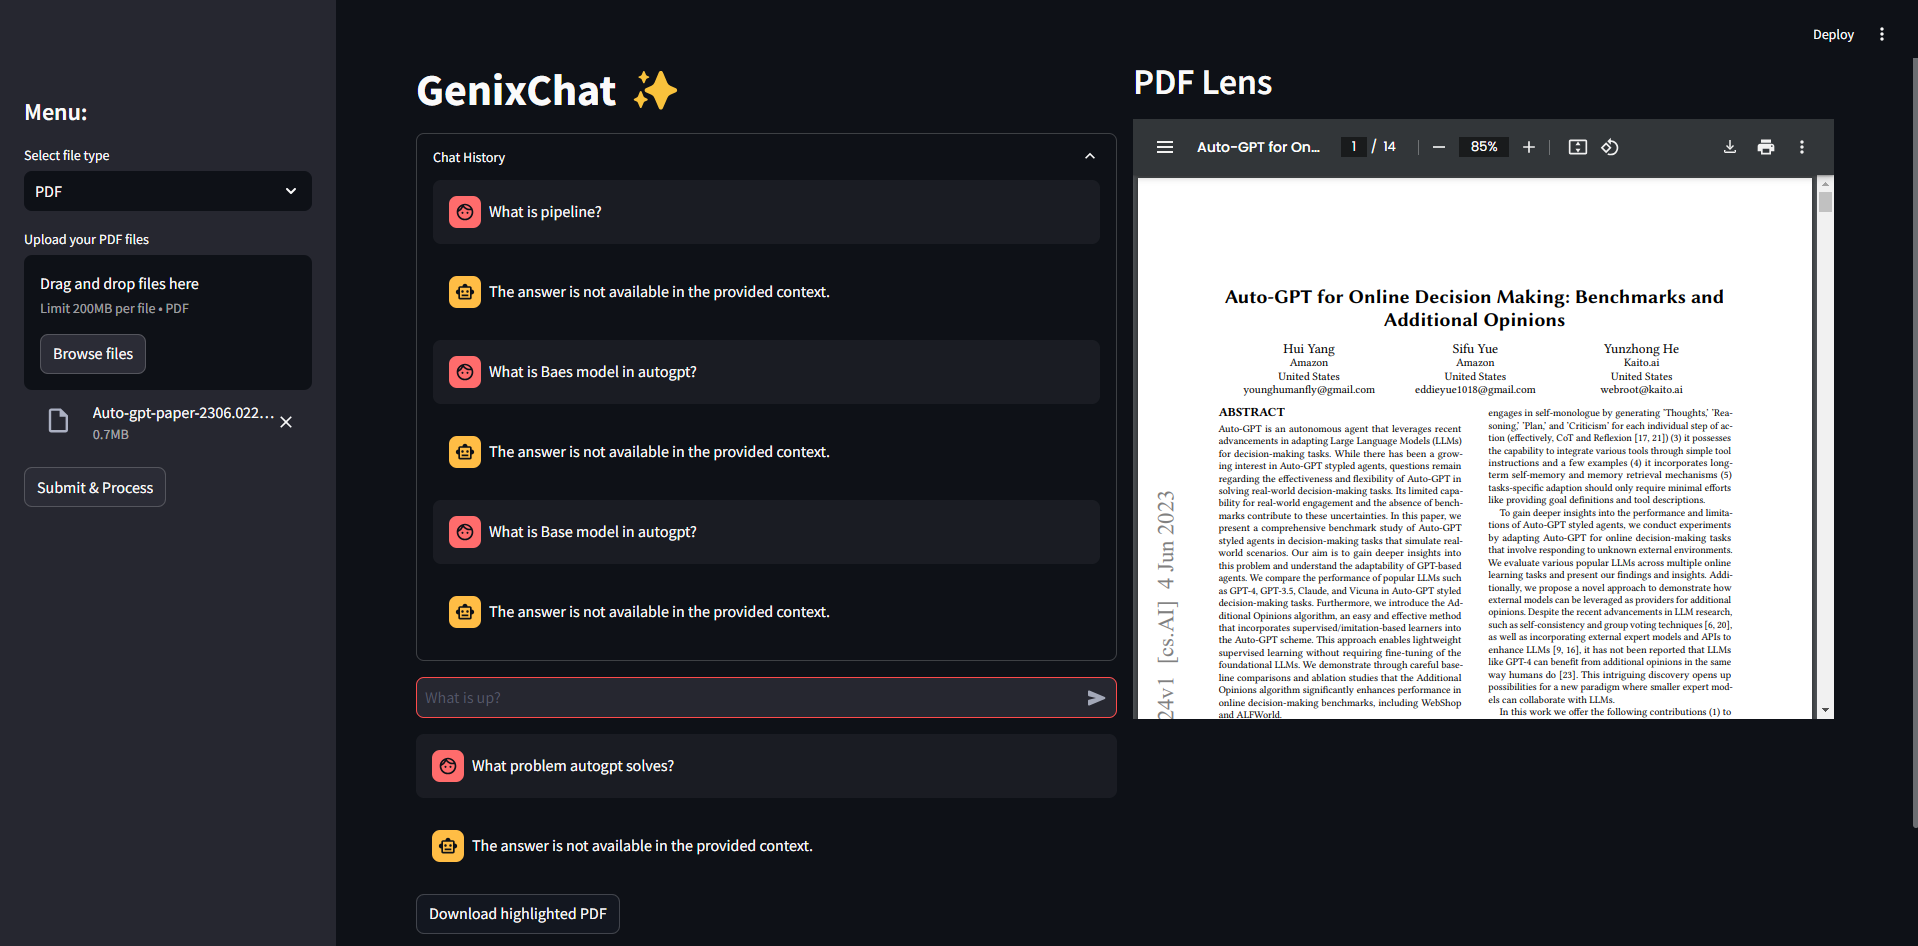 Deploy
Menu:
Select file type
PDF
Upload your PDF files
Drag and drop files here
Limit 200MB per file • PDF
Browse files
Auto-gpt-paper-2306.022...
0.7MB
Submit & Process
GenixChat
Chat History
What is pipeline?
The answer is not available in the provided context.
What is Baes model in autogpt?
The answer is not available in the provided context.
What is Base model in autogpt?
The answer is not available in the provided context.
What is up?
What problem autogpt solves?
The answer is not available in the provided context.
Download highlighted PDF
PDF Lens
Auto-GPT for On... 1 / 14 85%
Auto-GPT for Online Decision Making: Benchmarks and
Additional Opinions
Hui Yang
Amazon
United States
younghumanfly@gmail.com
Sifu Yue
Amazon
United States
eddieyue1018@gmail.com
Yunzhong He
Kaito.ai
United States
webroot@kaito.ai
24v1 [cs.AI] 4 Jun 2023
ABSTRACT
Auto-GPT is an autonomous agent that leverages recent
advancements in adapting Large Language Models (LLMs)
for decision-making tasks. While there has been a grow-
ing interest in Auto-GPT stypled agents, questions remain
regarding the effectiveness and flexibility of Auto-GPT in
solving real-world decision-making tasks. Its limited capa-
bility for real-world engagement and the absence of bench-
marks contribute to these uncertainties. In this paper, we
present a comprehensive benchmark study of Auto-GPT
styled agents in decision-making tasks that simulate real-
world scenarios. Our aim is to gain deeper insights into
this problem and understand the adaptability of GPT-based
agents. We compare the performance of popular LLMs such
as GPT-4, GPT-3.5, Claude, and Vicuna in Auto-GPT styled
decision-making tasks. Furthermore, we introduce the Ad-
ditional Opinions algorithm, an easy and effective method
that incorporates supervised/imitation-based learners into
the Auto-GPT scheme. This approach enables lightweight
supervised learning without requiring fine-tuning of the
foundational LLMs. We demonstrate through careful base-
line comparisons and ablation studies that the Additional
Opinions algorithm significantly enhances performance in
online decision-making benchmarks, including WebShop
and ALFWorld.
engages in self-monologue by generating 'Thoughts,' 'Rea-
soning,' 'Plan,' and 'Criticism' for each individual step of ac-
tion (effectively, CoT and Reflexion [17, 21]) (3) it possesses
the capability to integrate various tools through simple tool
instructions and a few examples (4) it incorporates long-
term self-memory and memory retrieval mechanisms (5)
tasks-specific adaption should only require minimal efforts
like providing goal definitions and tool descriptions.
To gain deeper insights into the performance and limita-
tions of Auto-GPT styled agents, we conduct experiments
by adapting Auto-GPT for online decision-making tasks
that involve responding to unknown external environments.
We evaluate various popular LLMs across multiple online
learning tasks and present our findings and insights. Addi-
tionally, we propose a novel approach to demonstrate how
external models can be leveraged as providers for additional
opinions. Despite the recent advancements in LLM research,
such as self-consistency and group voting techniques [6, 20],
as well as incorporating external expert models and APIs to
enhance LLMs [9, 16], it has not been reported that LLMs
like GPT-4 can benefit from additional opinions in the same
way humans do [23]. This intriguing discovery opens up
possibilities for a new paradigm where smaller expert mod-
els can collaborate with LLMs.
In this work we offer the following contributions (1) to